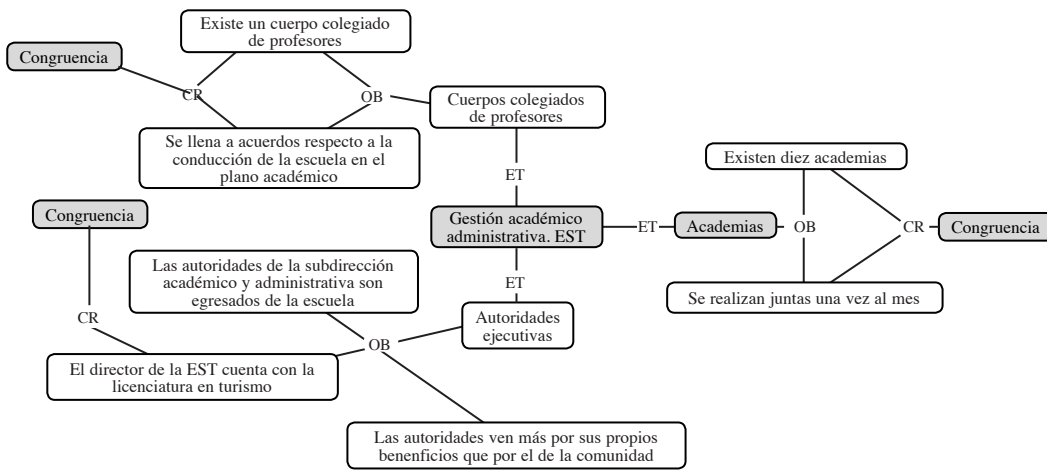 Existe un cuerpo colegiado
de profesores
Congruencia
CR
OB
Cuerpos colegiados
de profesores
Se llena a acuerdos respecto a la
conducción de la escuela en el
plano académico
Existen diez academias
ET
Congruencia
Gestión académico
administrativa. EST
ET
Academias
OB
CR
Congruencia
Las autoridades de la subdirección
académico y administrativa son
egresados de la escuela
ET
Se realizan juntas una vez al mes
CR
Autoridades
ejecutivas
OB
El director de la EST cuenta con la
licenciatura en turismo
Las autoridades ven más por sus propios
benenficios que por el de la comunidad